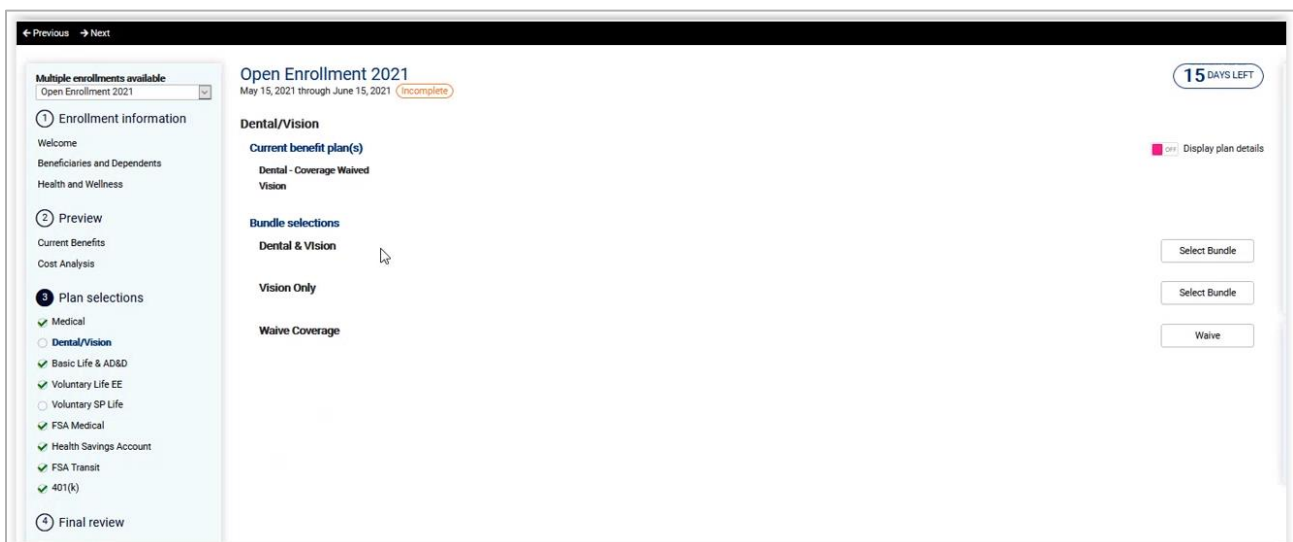 ← Previous → Next
Multiple enrollments available
Open Enrollment 2021
1 Enrollment information
Welcome
Beneficiaries and Dependents
Health and Wellness
2 Preview
Current Benefits
Cost Analysis
3 Plan selections
Medical
Dental/Vision
Basic Life & AD&D
Voluntary Life EE
Voluntary SP Life
FSA Medical
Health Savings Account
FSA Transit
401(k)
4 Final review
Open Enrollment 2021
May 15, 2021 through June 15, 2021 Incomplete
15 DAYS LEFT
Dental/Vision
Current benefit plan(s)
OFF Display plan details
Dental - Coverage Waived
Vision
Bundle selections
Dental & VIsion
Select Bundle
Vision Only
Select Bundle
Waive Coverage
Waive